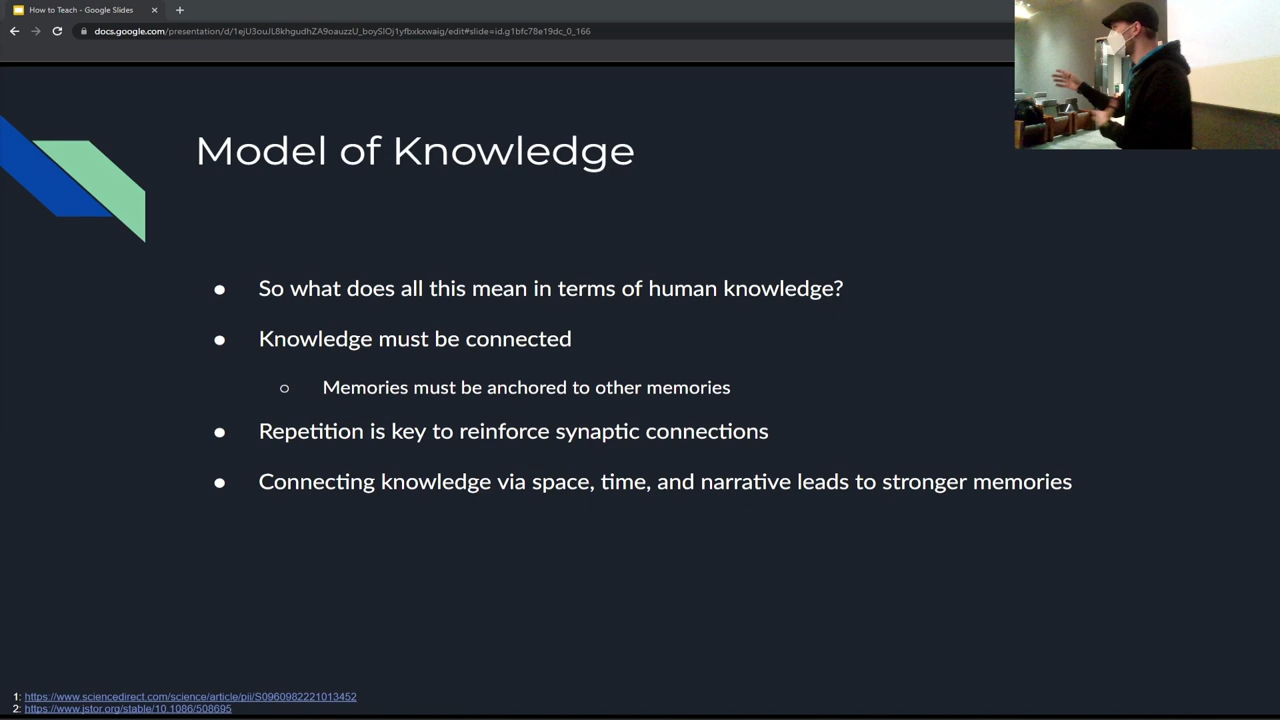 How to Teach - Google Slides
docs.google.com/presentation/d/1ejU3ouJL8khgudhZA9oauzzU_boySIOj1yfbxkxwaig/edit#slide=id.g1bfc78e19dc_0_166
Model of Knowledge
● So what does all this mean in terms of human knowledge?
● Knowledge must be connected
○ Memories must be anchored to other memories
● Repetition is key to reinforce synaptic connections
● Connecting knowledge via space, time, and narrative leads to stronger memories
1: https://www.sciencedirect.com/science/article/pii/S0960982221013452
2: https://www.jstor.org/stable/10.1086/508695